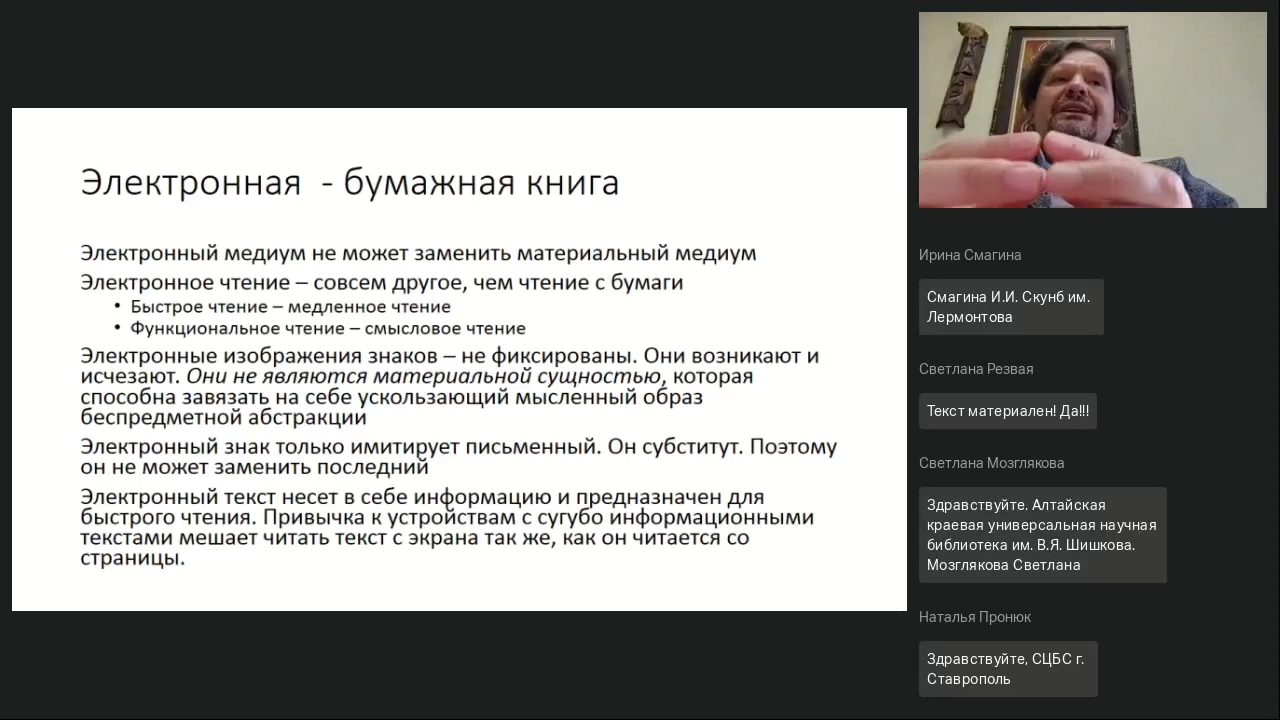 Электронная - бумажная книга
Электронный медиум не может заменить материальный медиум
Электронное чтение – совсем другое, чем чтение с бумаги
• Быстрое чтение – медленное чтение
• Функциональное чтение – смысловое чтение
Электронные изображения знаков – не фиксированы. Они возникают и
исчезают. Они не являются материальной сущностью, которая
способна завязать на себе ускользающий мысленный образ
беспредметной абстракции
Электронный знак только имитирует письменный. Он субститут. Поэтому
он не может заменить последний
Электронный текст несет в себе информацию и предназначен для
быстрого чтения. Привычка к устройствам с сугубо информационными
текстами мешает читать текст с экрана так же, как он читается со
страницы.
Ирина Смагина
Смагина И.И. Скунб им.
Лермонтова
Светлана Резвая
Текст материален! Да!!!
Светлана Мозглякова
Здравствуйте. Алтайская
краевая универсальная научная
библиотека им. В.Я. Шишкова.
Мозглякова Светлана
Наталья Пронюк
Здравствуйте, СЦБС г.
Ставрополь